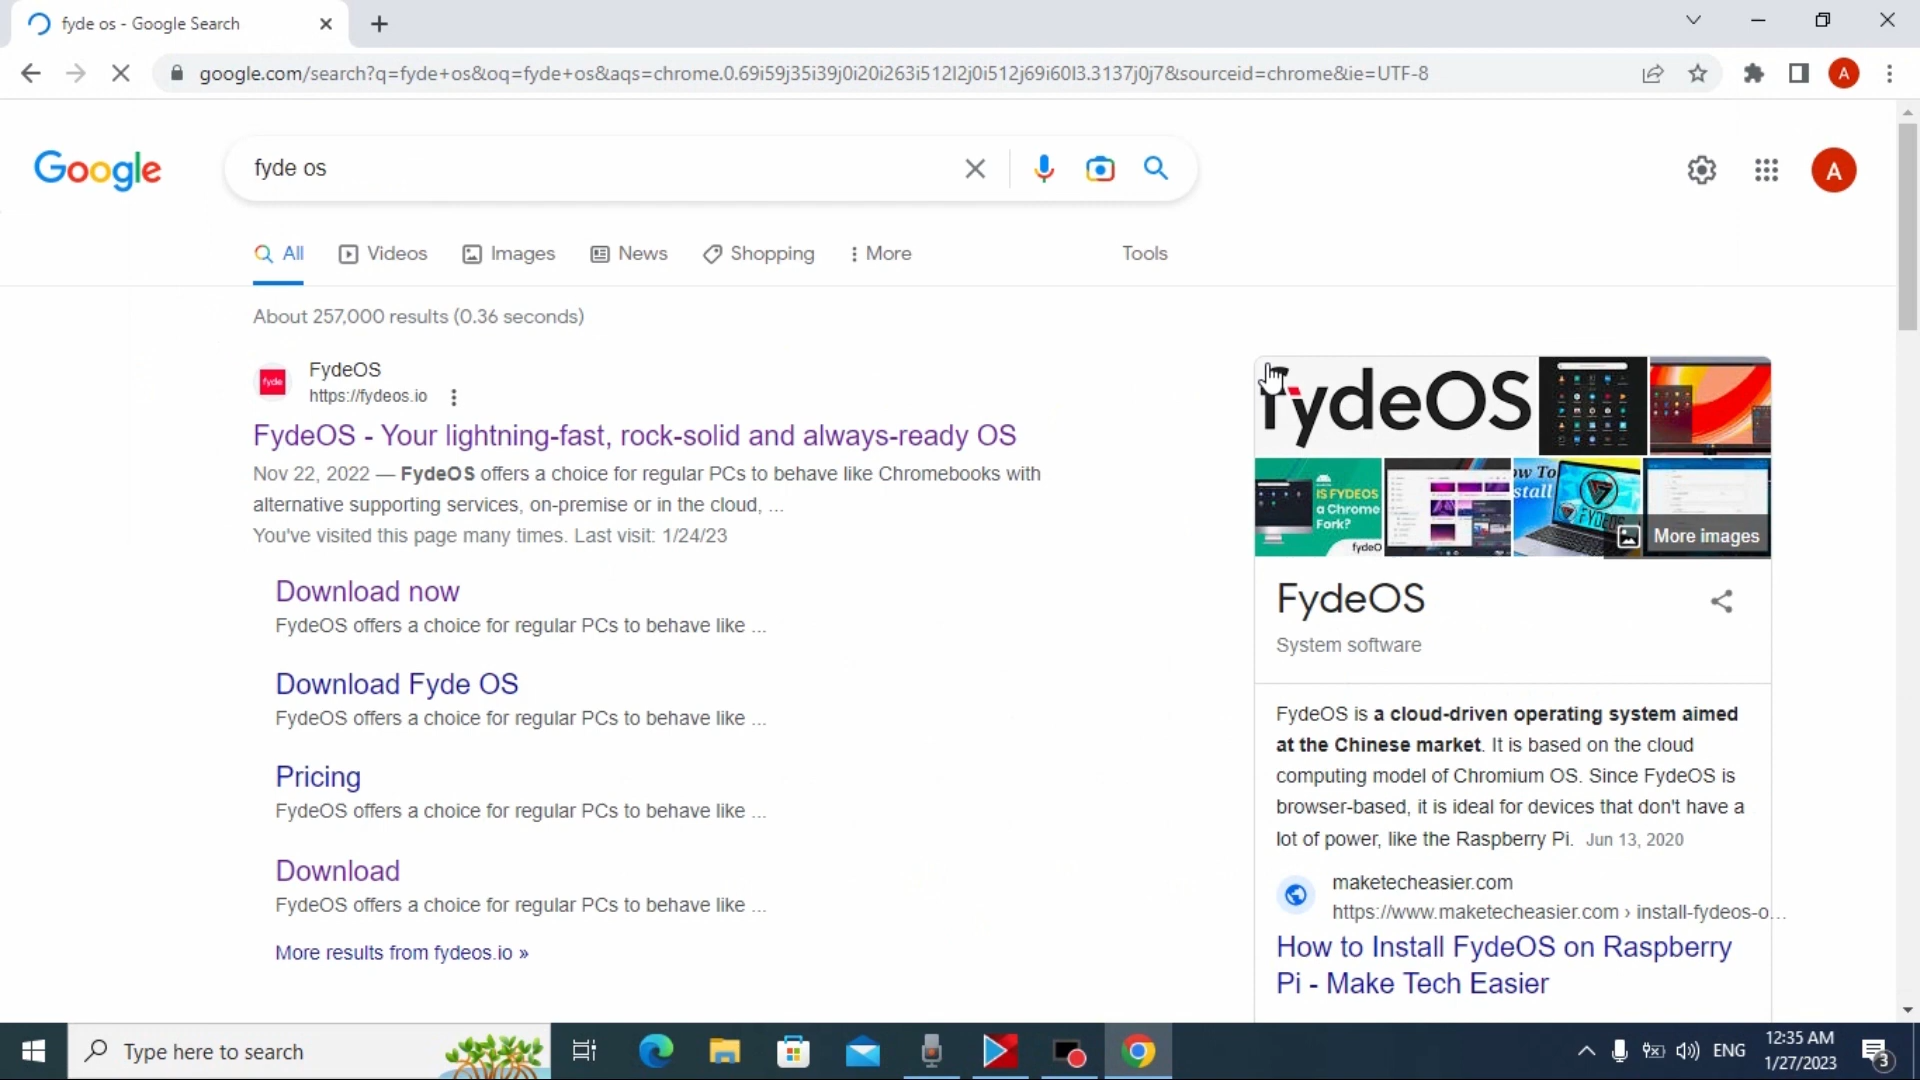 fyde os - Google Search
google.com/search?q=fyde+os&oq=fyde+os&aqs=chrome.0.69i59j35i39j0i20i263i512l2j0i512j69i60l3.3137j0j7&sourceid=chrome&ie=UTF-8
A
Google
fyde os
A
All
Videos
Images
News
Shopping
More
Tools
About 257,000 results (0.36 seconds)
fyde
FydeOS
https://fydeos.io
FydeOS - Your lightning-fast, rock-solid and always-ready OS
Nov 22, 2022 — FydeOS offers a choice for regular PCs to behave like Chromebooks with
alternative supporting services, on-premise or in the cloud, ...
You've visited this page many times. Last visit: 1/24/23
Download now
FydeOS offers a choice for regular PCs to behave like ...
Download Fyde OS
FydeOS offers a choice for regular PCs to behave like ...
Pricing
FydeOS offers a choice for regular PCs to behave like ...
Download
FydeOS offers a choice for regular PCs to behave like ...
More results from fydeos.io »
fydeOS
IS FYDEOS
a Chrome
Fork?
fydeO
ow To
stall
FYDEOS
More images
FydeOS
System software
FydeOS is a cloud-driven operating system aimed
at the Chinese market. It is based on the cloud
computing model of Chromium OS. Since FydeOS is
browser-based, it is ideal for devices that don't have a
lot of power, like the Raspberry Pi. Jun 13, 2020
maketecheasier.com
https://www.maketecheasier.com › install-fydeos-o...
How to Install FydeOS on Raspberry
Pi - Make Tech Easier
Type here to search
ENG
12:35 AM
1/27/2023
3